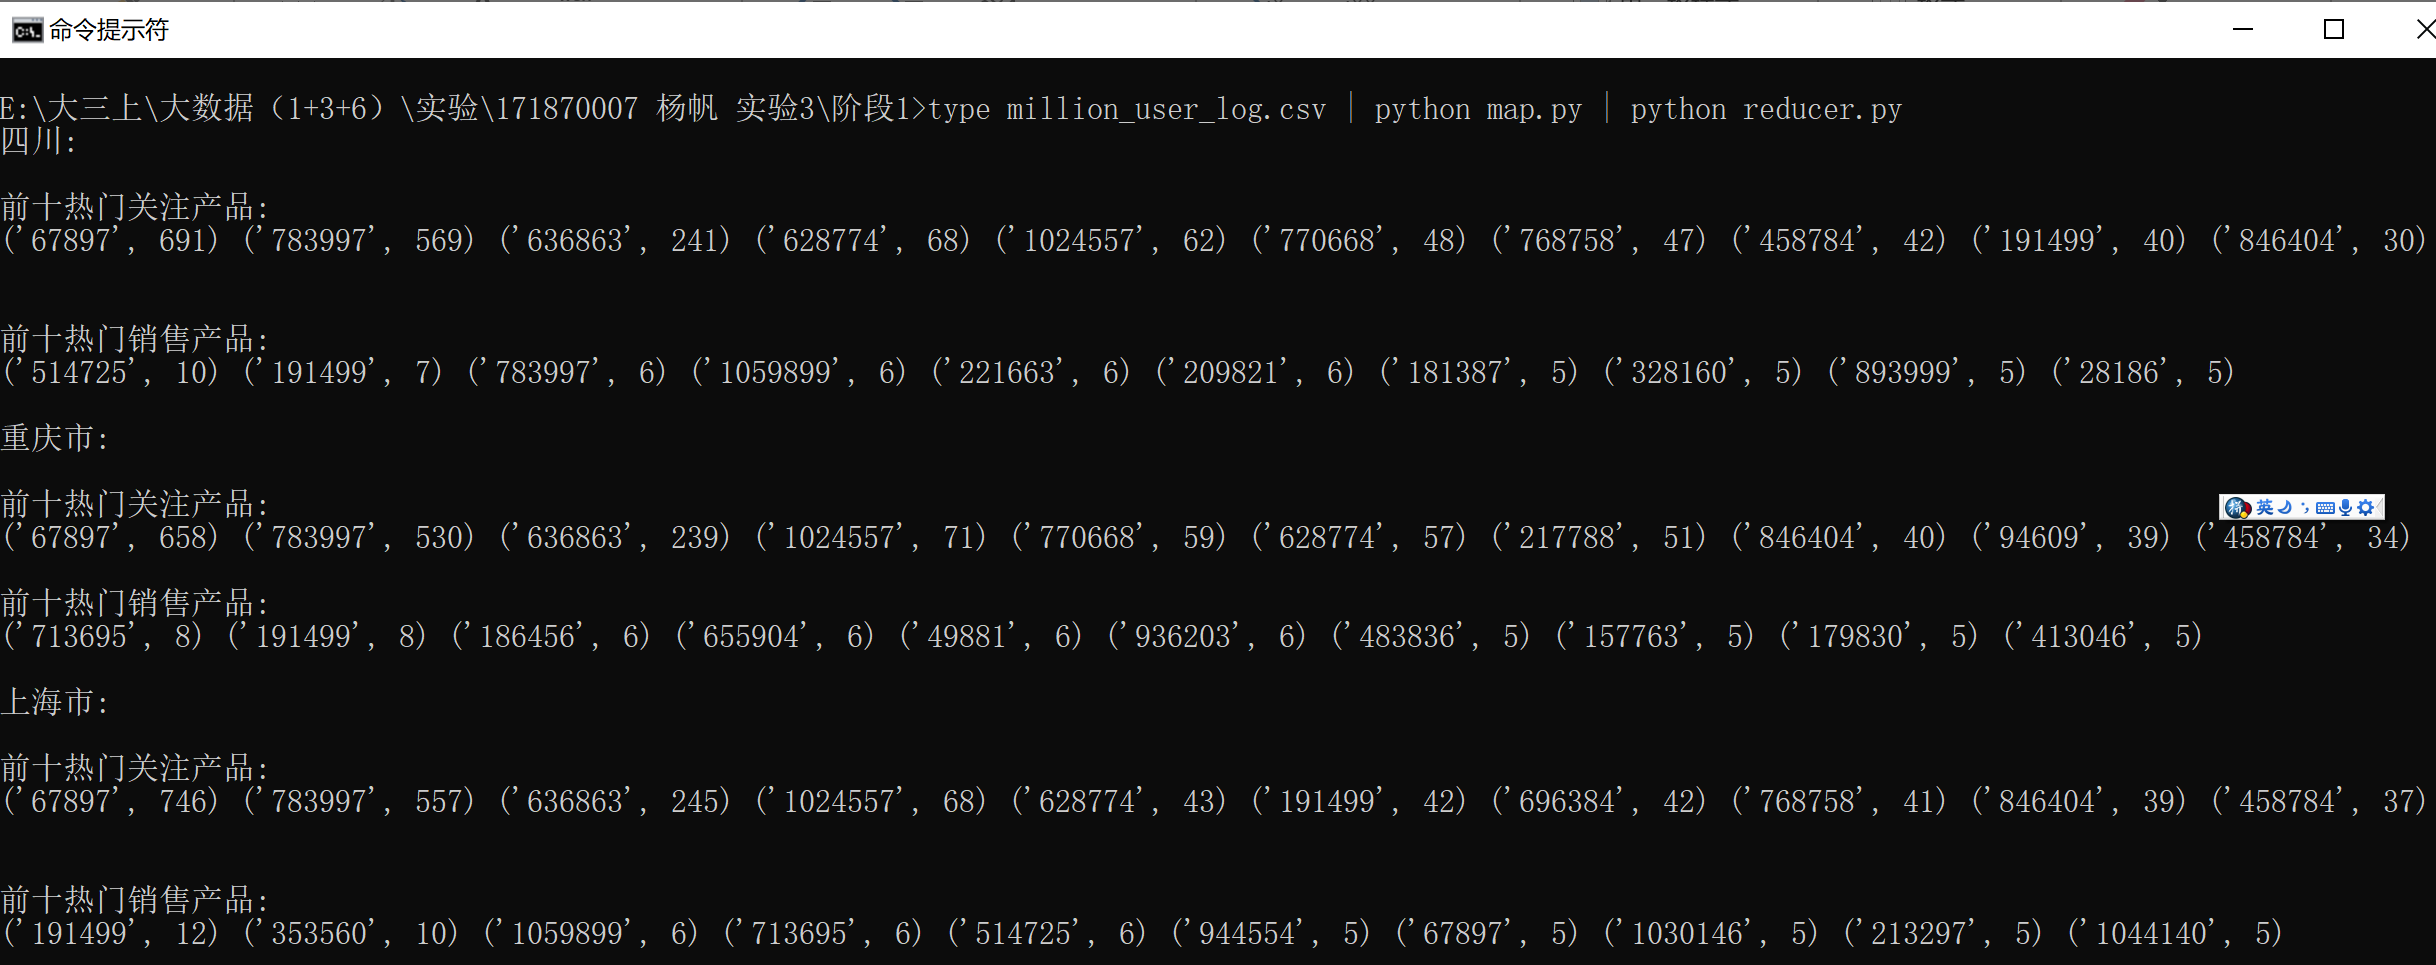 命令提示符
E:\大三上\大数据（1+3+6）\实验\171870007 杨帆 实验3\阶段1>type million_user_log.csv | python map.py | python reducer.py
四川:
前十热门关注产品:
('67897', 691) ('783997', 569) ('636863', 241) ('628774', 68) ('1024557', 62) ('770668', 48) ('768758', 47) ('458784', 42) ('191499', 40) ('846404', 30)
前十热门销售产品:
('514725', 10) ('191499', 7) ('783997', 6) ('1059899', 6) ('221663', 6) ('209821', 6) ('181387', 5) ('328160', 5) ('893999', 5) ('28186', 5)
重庆市:
前十热门关注产品:
英
('67897', 658) ('783997', 530) ('636863', 239) ('1024557', 71) ('770668', 59) ('628774', 57) ('217788', 51) ('846404', 40) ('94609', 39) ('458784', 34)
前十热门销售产品:
('713695', 8) ('191499', 8) ('186456', 6) ('655904', 6) ('49881', 6) ('936203', 6) ('483836', 5) ('157763', 5) ('179830', 5) ('413046', 5)
上海市:
前十热门关注产品:
('67897', 746) ('783997', 557) ('636863', 245) ('1024557', 68) ('628774', 43) ('191499', 42) ('696384', 42) ('768758', 41) ('846404', 39) ('458784', 37)
前十热门销售产品:
('191499', 12) ('353560', 10) ('1059899', 6) ('713695', 6) ('514725', 6) ('944554', 5) ('67897', 5) ('1030146', 5) ('213297', 5) ('1044140', 5)